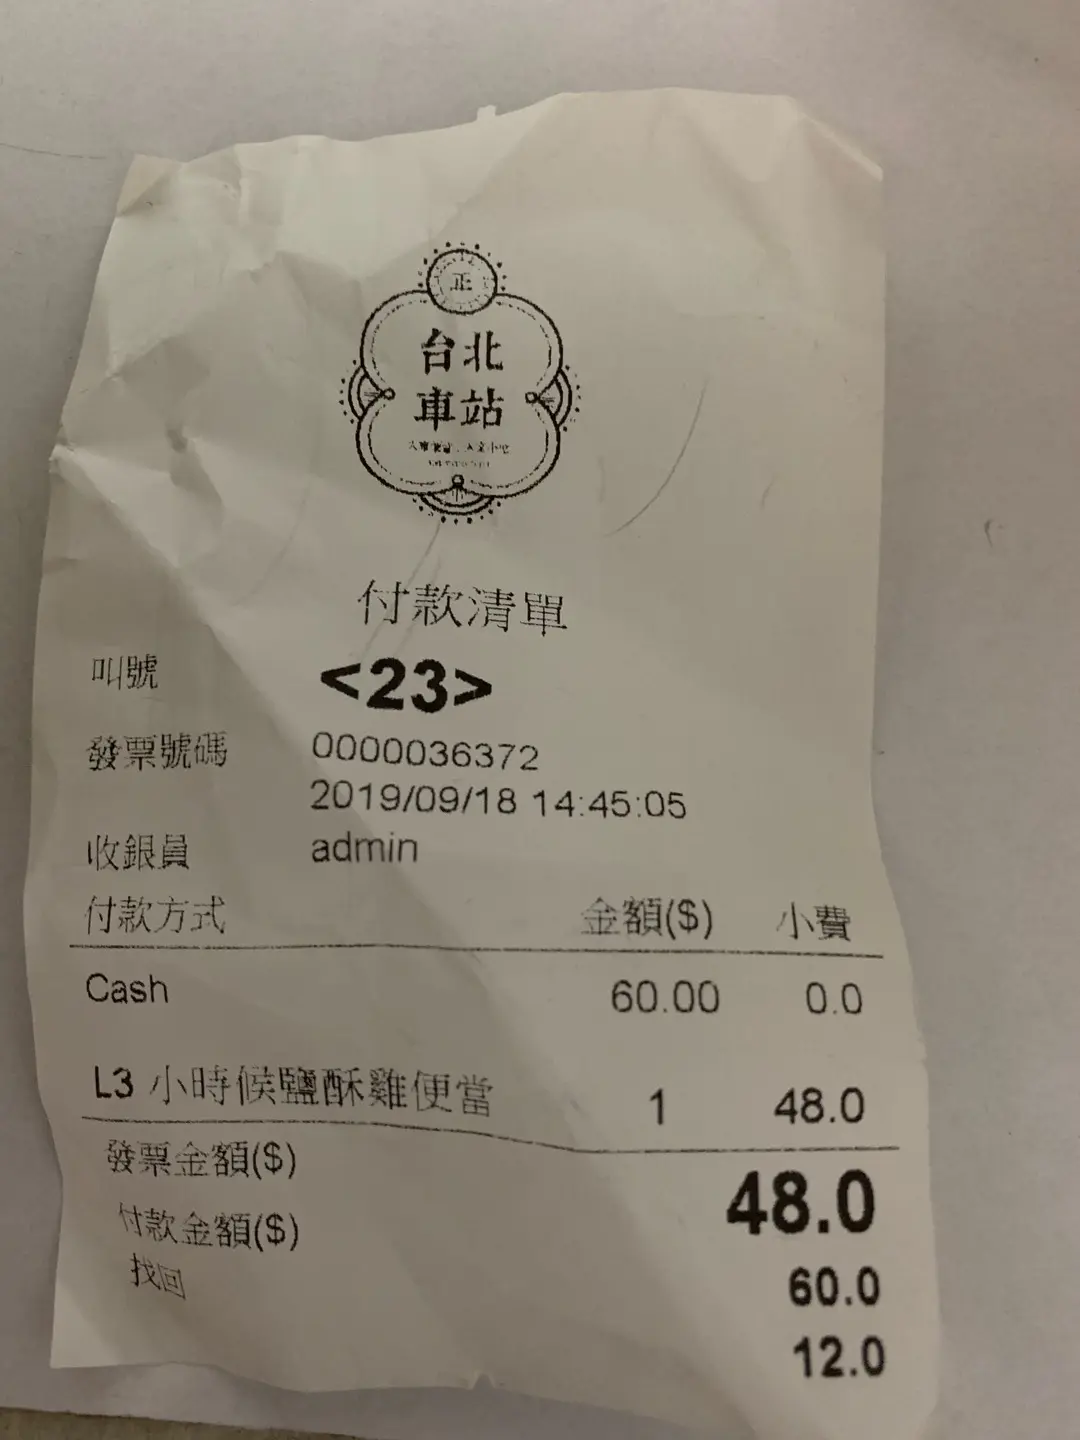 正
台北
車站
付款清單
叫號 <23>
發票號碼 0000036372
2019/09/18 14:45:05
收銀員 admin
付款方式 金額($) 小費
Cash 60.00 0.0
L3 小時候鹽酥雞便當 1 48.0
發票金額($) 48.0
付款金額($) 60.0
找回 12.0